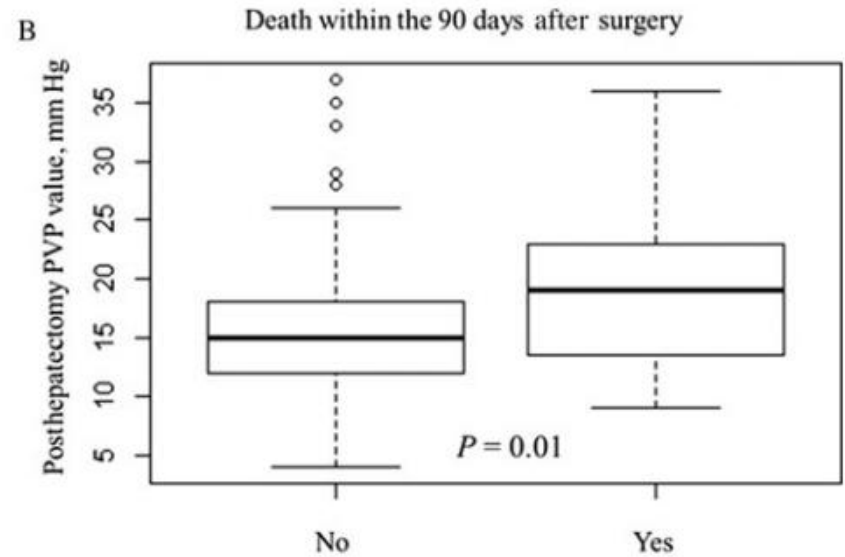 B
Death within the 90 days after surgery
Posthepatectomy PVP value, mm Hg
35
30
25
20
15
10
5
P = 0.01
No
Yes